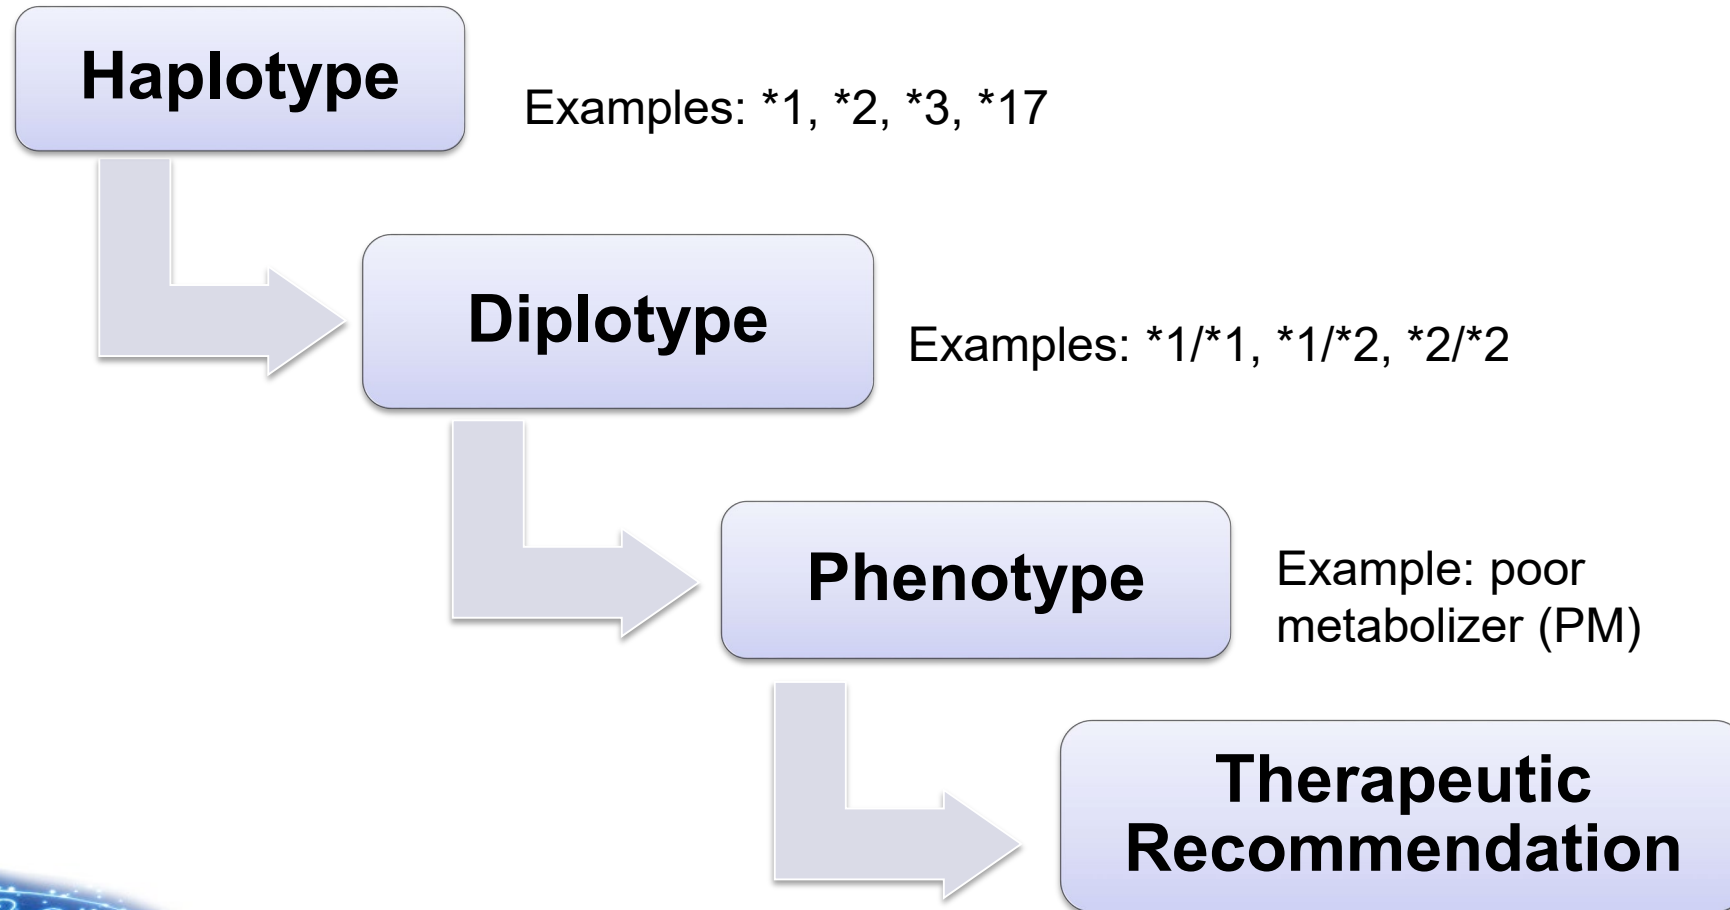 Haplotype
Examples: *1, *2, *3, *17
Diplotype
Examples: *1/*1, *1/*2, *2/*2
Phenotype
Example: poor
metabolizer (PM)
Therapeutic
Recommendation